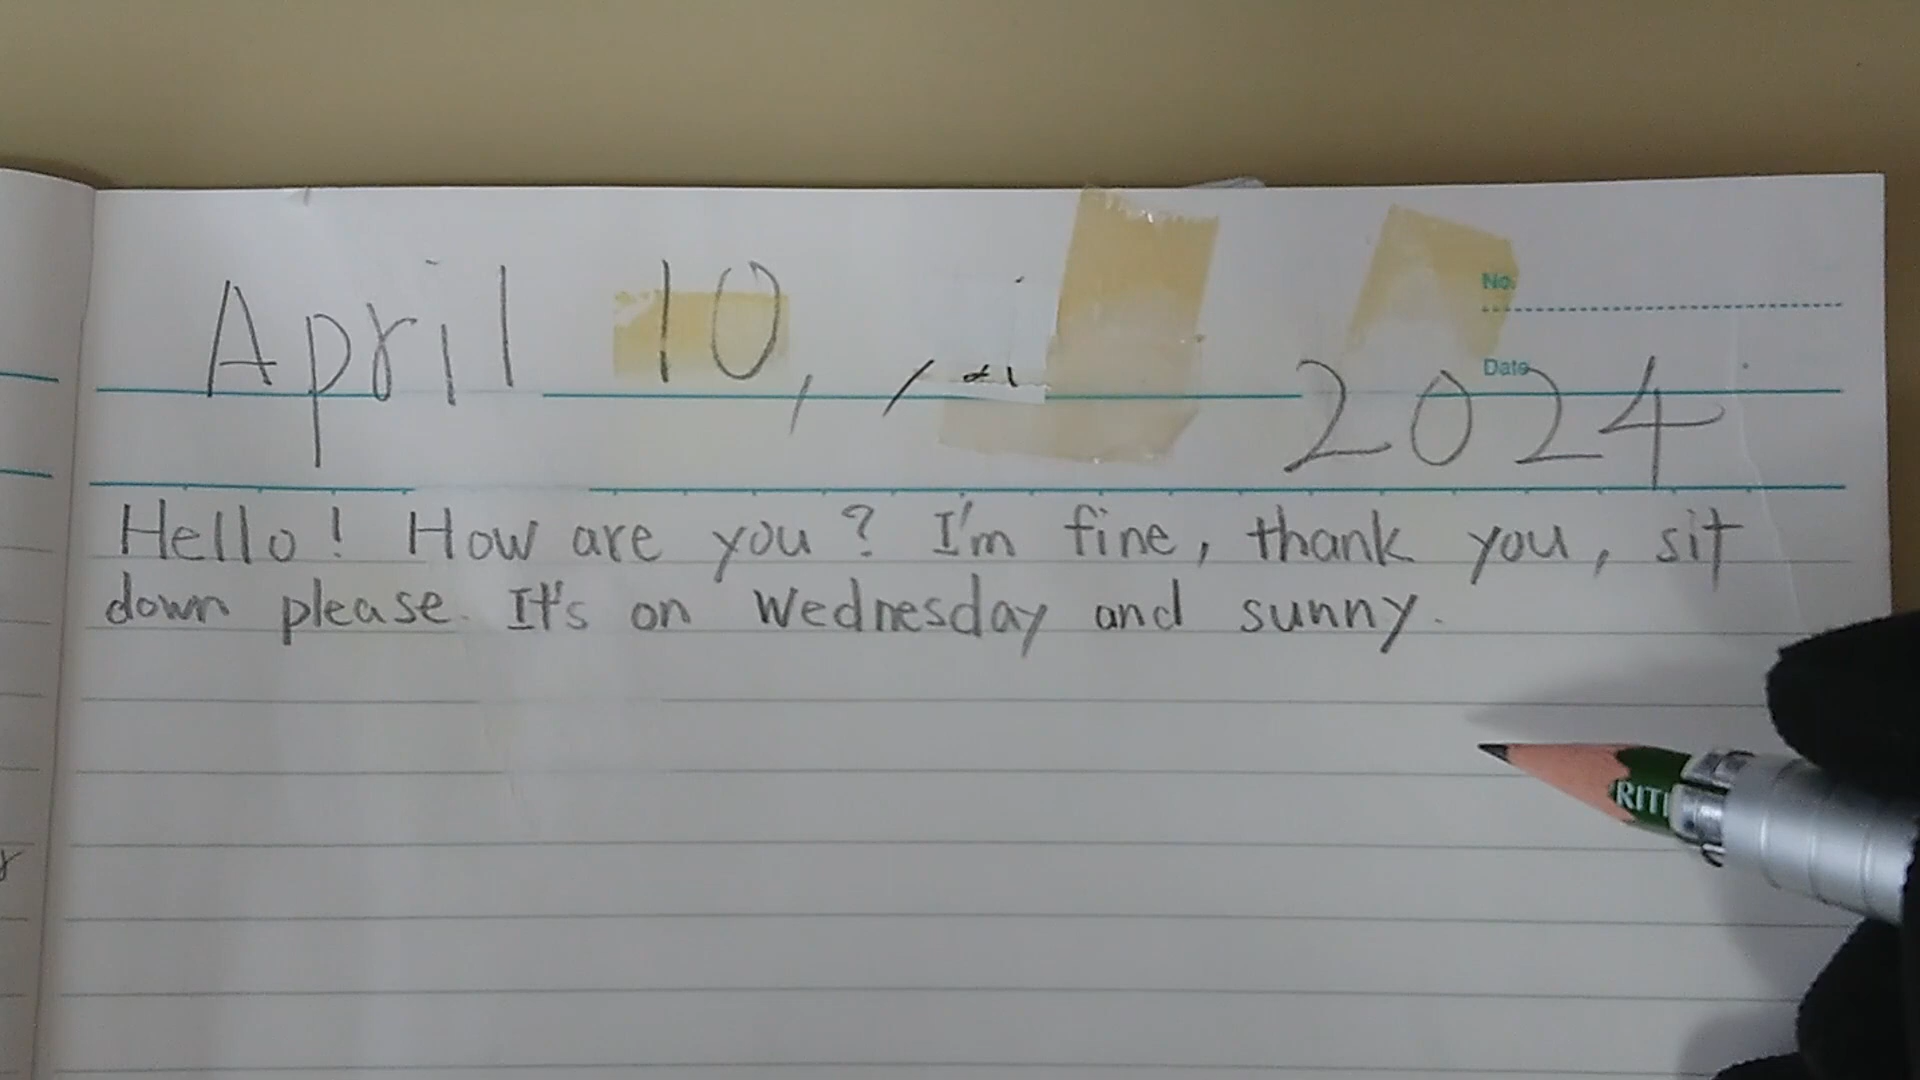 No.
April 10,
Date
2024
Hello! How are you? I'm fine, thank you, sit
down please. It's on Wednesday and sunny.
RITI